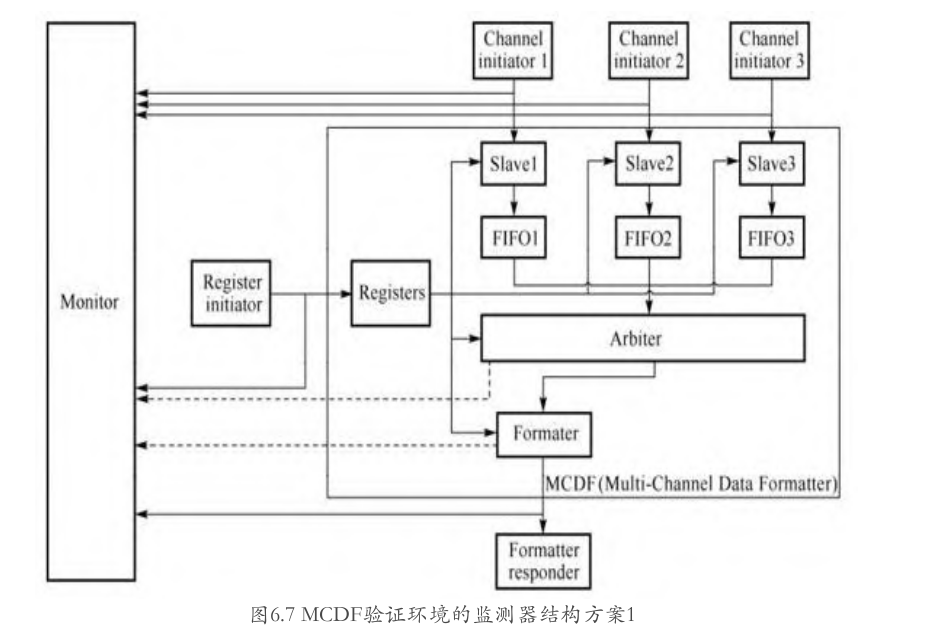 Channel
initiator 1
Channel
initiator 2
Channel
initiator 3
Slave1
Slave2
Slave3
FIFO1
FIFO2
FIFO3
Monitor
Register
initiator
Registers
Arbiter
Formater
MCDF(Multi-Channel Data Formatter)
Formatter
responder
图6.7 MCDF验证环境的监测器结构方案1